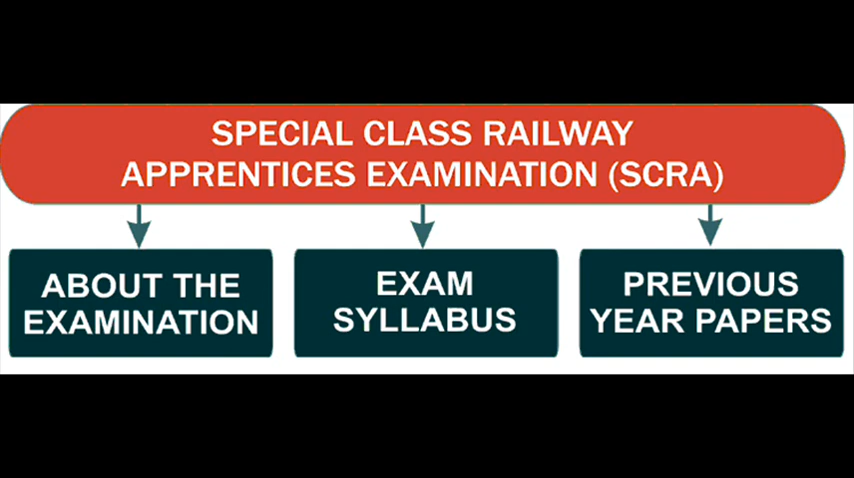 SPECIAL CLASS RAILWAY
APPRENTICES EXAMINATION (SCRA)
ABOUT THE
EXAMINATION
EXAM
SYLLABUS
PREVIOUS
YEAR PAPERS